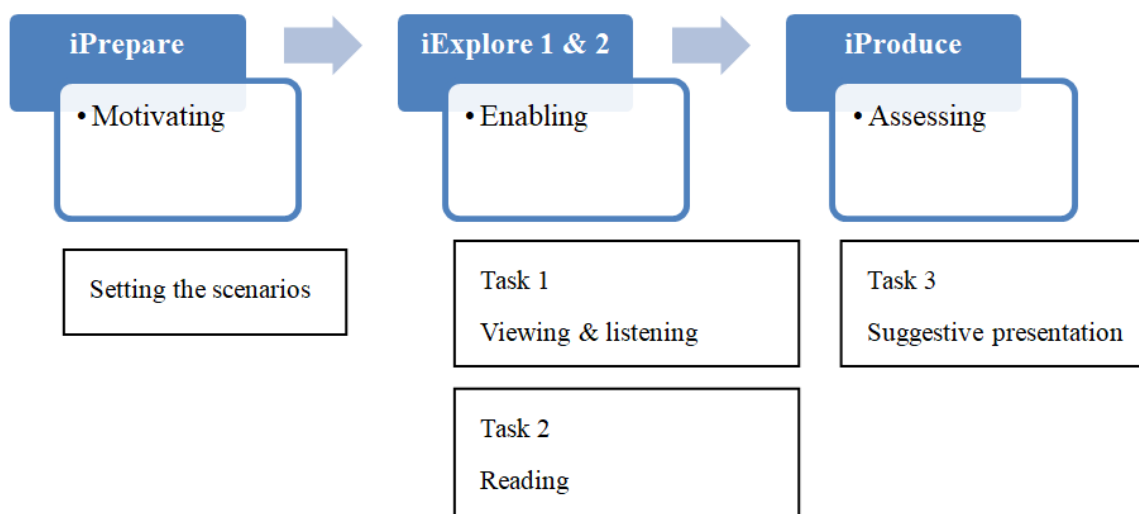 iPrepare
• Motivating
Setting the scenarios
iExplore 1 & 2
• Enabling
Task 1
Viewing & listening
Task 2
Reading
iProduce
• Assessing
Task 3
Suggestive presentation